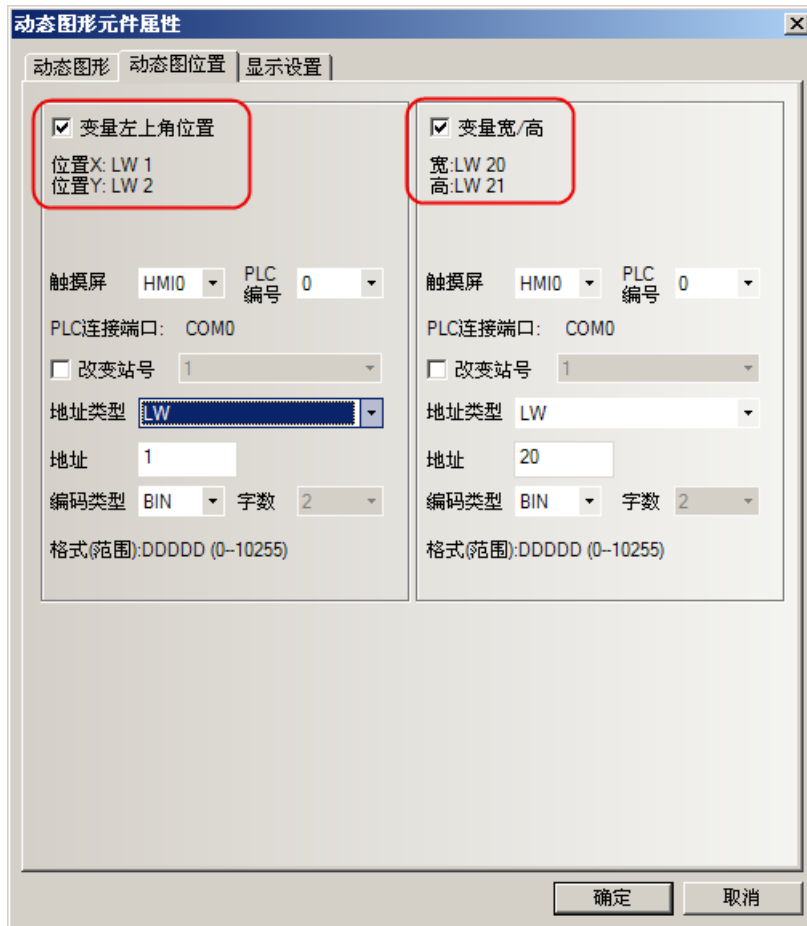 动态图形元件属性
动态图形 动态图位置 显示设置
变量左上角位置
位置X: LW 1
位置Y: LW 2
触摸屏 HMI0 PLC编号 0
PLC连接端口: COM0
改变站号 1
地址类型 LW
地址 1
编码类型 BIN 字数 2
格式(范围):DDDDD (0--10255)
变量宽/高
宽:LW 20
高:LW 21
触摸屏 HMI0 PLC编号 0
PLC连接端口: COM0
改变站号 1
地址类型 LW
地址 20
编码类型 BIN 字数 2
格式(范围):DDDDD (0--10255)
确定 取消